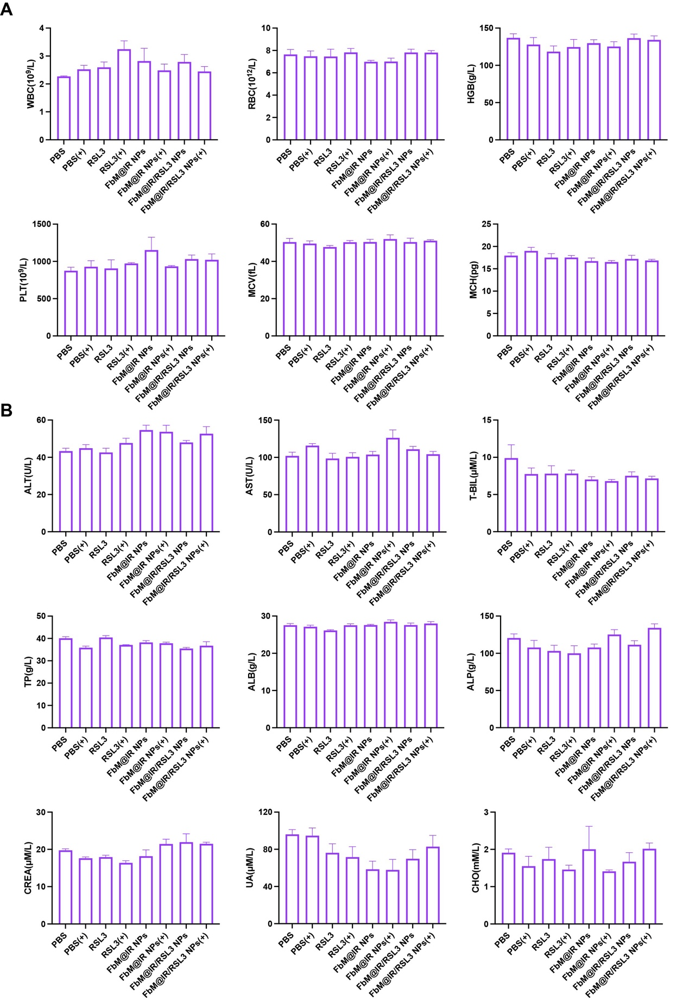 A
WBC(10⁹/L)
4
3
2
1
0
PBS
PBS(+)
RSL3
RSL3(+)
FbM@IR NPs
FbM@IR NPs(+)
FbM@IR/RSL3 NPs
FbM@IR/RSL3 NPs(+)
RBC(10¹²/L)
10
8
6
4
2
0
PBS
PBS(+)
RSL3
RSL3(+)
FbM@IR NPs
FbM@IR NPs(+)
FbM@IR/RSL3 NPs
FbM@IR/RSL3 NPs(+)
HGB(g/L)
150
100
50
0
PBS
PBS(+)
RSL3
RSL3(+)
FbM@IR NPs
FbM@IR NPs(+)
FbM@IR/RSL3 NPs
FbM@IR/RSL3 NPs(+)
PLT(10⁹/L)
1500
1000
500
0
PBS
PBS(+)
RSL3
RSL3(+)
FbM@IR NPs
FbM@IR NPs(+)
FbM@IR/RSL3 NPs
FbM@IR/RSL3 NPs(+)
MCV(fL)
60
40
20
0
PBS
PBS(+)
RSL3
RSL3(+)
FbM@IR NPs
FbM@IR NPs(+)
FbM@IR/RSL3 NPs
FbM@IR/RSL3 NPs(+)
MCH(pg)
25
20
15
10
5
0
PBS
PBS(+)
RSL3
RSL3(+)
FbM@IR NPs
FbM@IR NPs(+)
FbM@IR/RSL3 NPs
FbM@IR/RSL3 NPs(+)
B
ALT(U/L)
60
40
20
0
PBS
PBS(+)
RSL3
RSL3(+)
FbM@IR NPs
FbM@IR NPs(+)
FbM@IR/RSL3 NPs
FbM@IR/RSL3 NPs(+)
AST(U/L)
150
100
50
0
PBS
PBS(+)
RSL3
RSL3(+)
FbM@IR NPs
FbM@IR NPs(+)
FbM@IR/RSL3 NPs
FbM@IR/RSL3 NPs(+)
T-BIL(μM/L)
15
10
5
0
PBS
PBS(+)
RSL3
RSL3(+)
FbM@IR NPs
FbM@IR NPs(+)
FbM@IR/RSL3 NPs
FbM@IR/RSL3 NPs(+)
TP(g/L)
50
40
30
20
10
0
PBS
PBS(+)
RSL3
RSL3(+)
FbM@IR NPs
FbM@IR NPs(+)
FbM@IR/RSL3 NPs
FbM@IR/RSL3 NPs(+)
ALB(g/L)
30
20
10
0
PBS
PBS(+)
RSL3
RSL3(+)
FbM@IR NPs
FbM@IR NPs(+)
FbM@IR/RSL3 NPs
FbM@IR/RSL3 NPs(+)
ALP(g/L)
150
100
50
0
PBS
PBS(+)
RSL3
RSL3(+)
FbM@IR NPs
FbM@IR NPs(+)
FbM@IR/RSL3 NPs
FbM@IR/RSL3 NPs(+)
CREA(μM/L)
30
20
10
0
PBS
PBS(+)
RSL3
RSL3(+)
FbM@IR NPs
FbM@IR NPs(+)
FbM@IR/RSL3 NPs
FbM@IR/RSL3 NPs(+)
UA(μM/L)
120
80
40
0
PBS
PBS(+)
RSL3
RSL3(+)
FbM@IR NPs
FbM@IR NPs(+)
FbM@IR/RSL3 NPs
FbM@IR/RSL3 NPs(+)
CHO(mM/L)
3
2
1
0
PBS
PBS(+)
RSL3
RSL3(+)
FbM@IR NPs
FbM@IR NPs(+)
FbM@IR/RSL3 NPs
FbM@IR/RSL3 NPs(+)